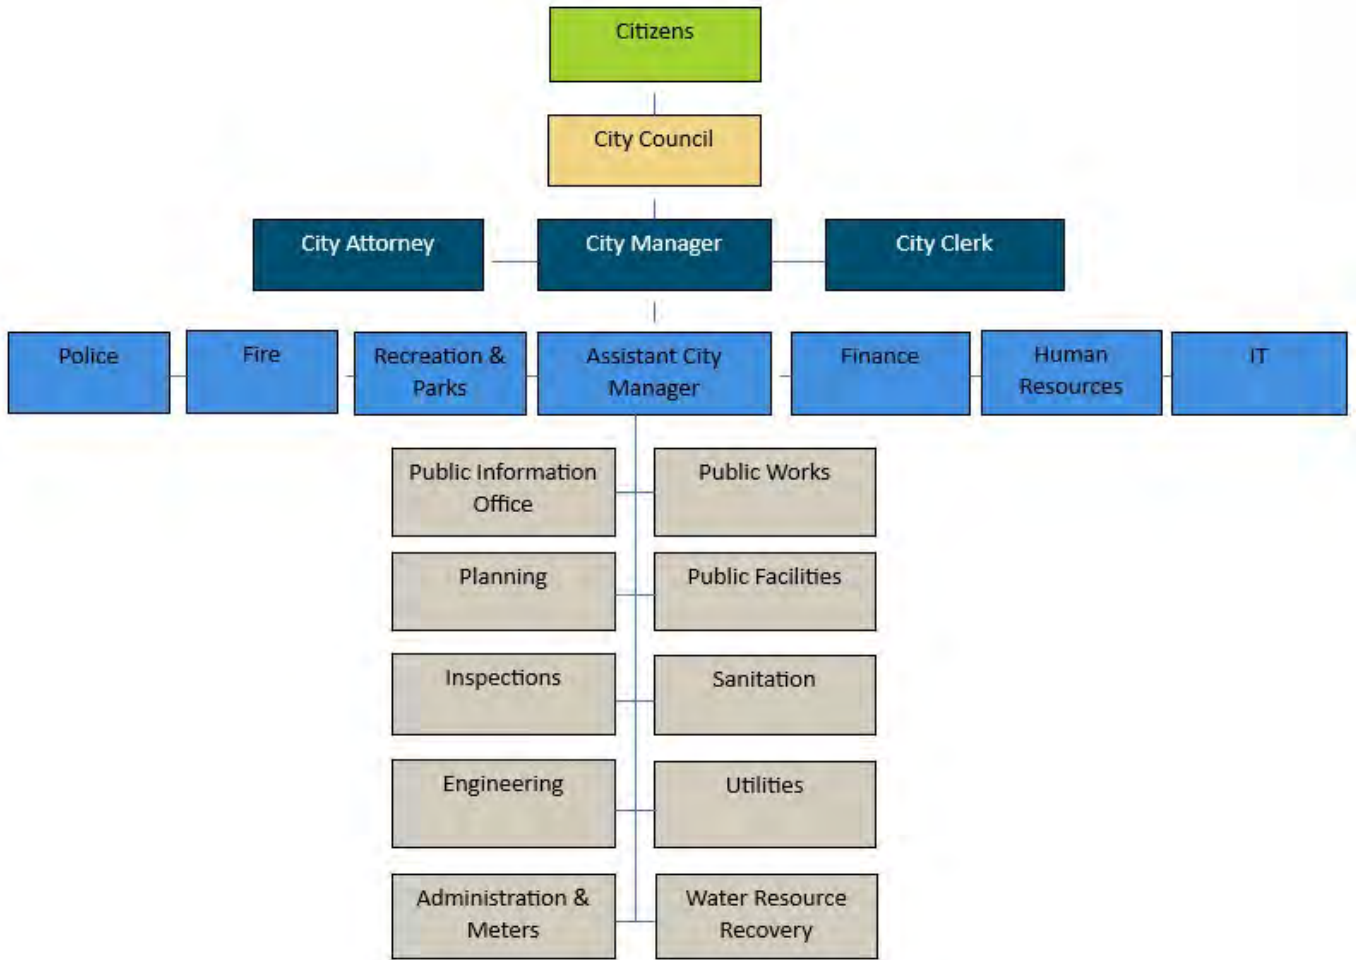 Citizens
City Council
City Attorney
City Manager
City Clerk
Police
Fire
Recreation &
Parks
Assistant City
Manager
Finance
Human
Resources
IT
Public Information
Office
Public Works
Planning
Public Facilities
Inspections
Sanitation
Engineering
Utilities
Administration &
Meters
Water Resource
Recovery